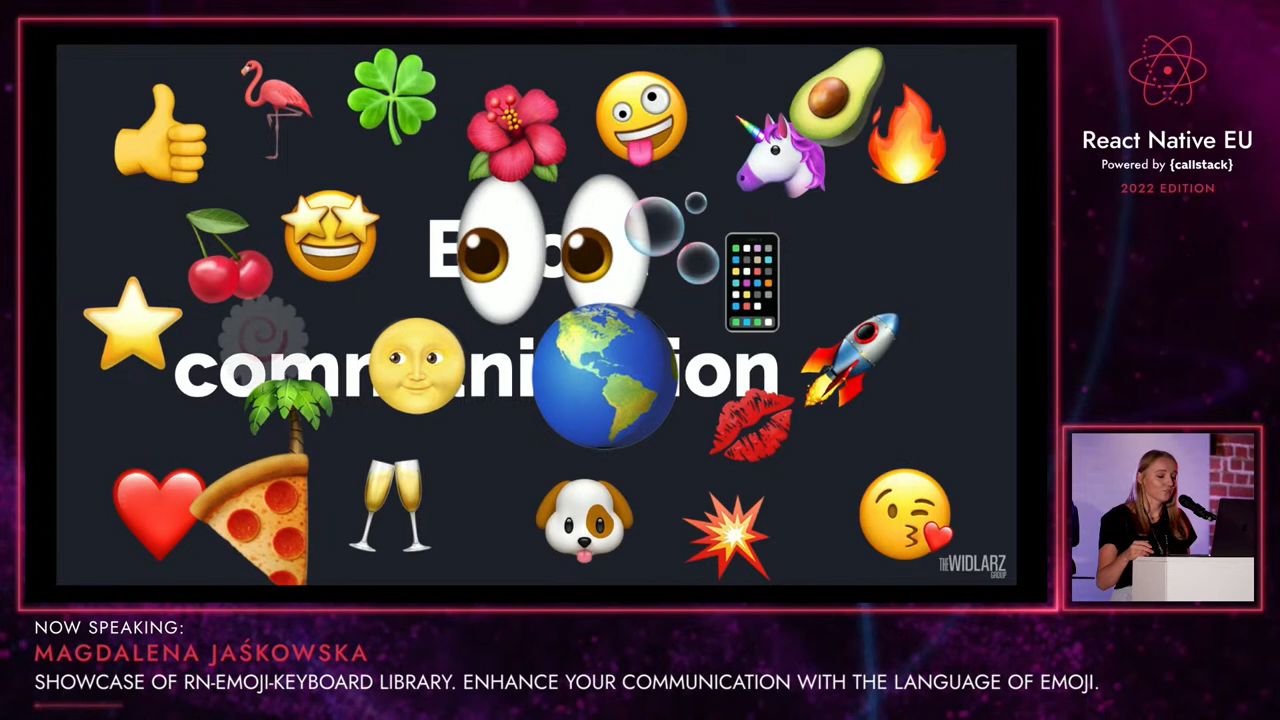 React Native EU
Powered by {callstack}
2022 EDITION
THE WIDLARZ
GROUP
NOW SPEAKING:
MAGDALENA JAŚKOWSKA
SHOWCASE OF RN-EMOJI-KEYBOARD LIBRARY. ENHANCE YOUR COMMUNICATION WITH THE LANGUAGE OF EMOJI.